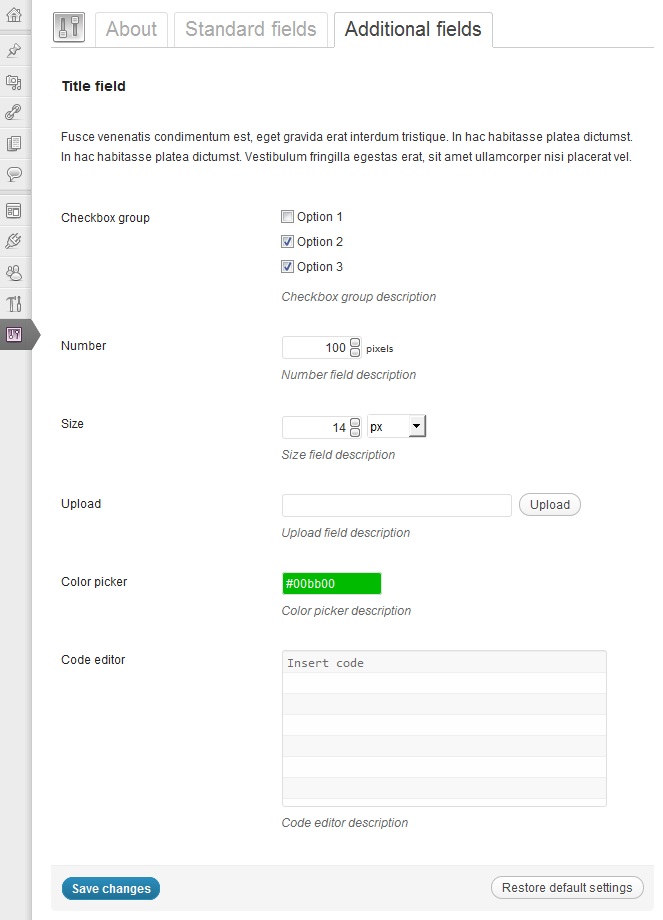 About Standard fields Additional fields
Title field
Fusce venenatis condimentum est, eget gravida erat interdum tristique. In hac habitasse platea dictumst.
In hac habitasse platea dictumst. Vestibulum fringilla egestas erat, sit amet ullamcorper nisi placerat vel.
Checkbox group Option 1
Option 2
Option 3
Checkbox group description
Number 100 pixels
Number field description
Size 14 px
Size field description
Upload Upload
Upload field description
Color picker #00bb00
Color picker description
Code editor Insert code
Code editor description
Save changes Restore default settings